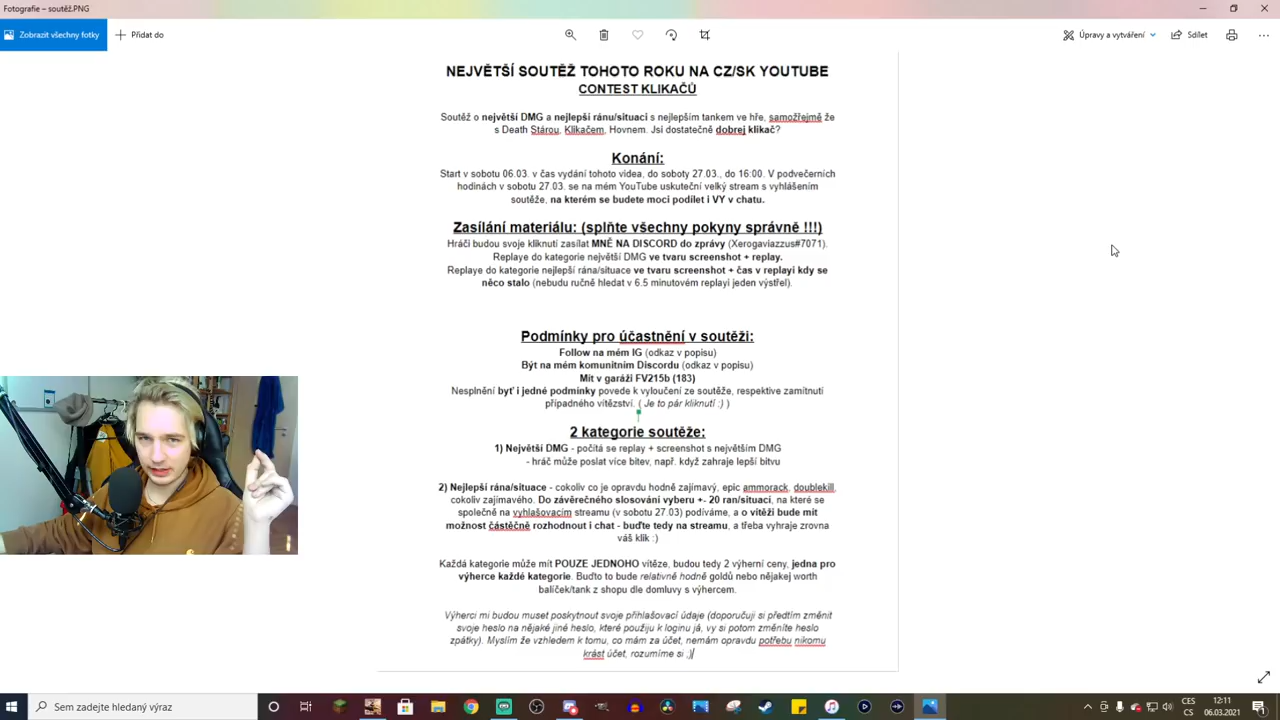 Fotografie – soutěž.PNG
Zobrazit všechny fotky
Přidat do
Úpravy a vytváření
Sdílet
NEJVĚTŠÍ SOUTĚŽ TOHOTO ROKU NA CZ/SK YOUTUBE
CONTEST KLIKAČŮ
Soutěž o největší DMG a nejlepší ránu/situaci s nejlepším tankem ve hře, samožřejmě že
s Death Stárou, Klikačem, Hovnem. Jsi dostatečně dobrej klikač?
Konání:
Start v sobotu 06.03. v čas vydání tohoto videa, do soboty 27.03., do 16:00. V podvečerních
hodinách v sobotu 27.03. se na mém YouTube uskuteční velký stream s vyhlášením
soutěže, na kterém se budete moci podílet i VY v chatu.
Zasílání materiálu: (splňte všechny pokyny správně !!!)
Hráči budou svoje kliknutí zasílat MNĚ NA DISCORD do zprávy (Xerogaviazzus#7071).
Replaye do kategorie největší DMG ve tvaru screenshot + replay.
Replaye do kategorie nejlepší rána/situace ve tvaru screenshot + čas v replayi kdy se
něco stalo (nebudu ručně hledat v 6.5 minutovém replayi jeden výstřel).
Podmínky pro účastnění v soutěži:
Follow na mém IG (odkaz v popisu)
Být na mém komunitním Discordu (odkaz v popisu)
Mít v garáži FV215b (183)
Nesplnění byť i jedné podmínky povede k vyloučení ze soutěže, respektive zamítnutí
případného vítězství. ( Je to pár kliknutí :) )
2 kategorie soutěže:
1) Největší DMG - počítá se replay + screenshot s největším DMG
- hráč může poslat více bitev, např. když zahraje lepší bitvu
2) Nejlepší rána/situace - cokoliv co je opravdu hodně zajímavý, epic ammorack, doublekill,
cokoliv zajímavého. Do závěrečného slosování vyberu +- 20 ran/situací, na které se
společně na vyhlašovacím streamu (v sobotu 27.03) podíváme, a o vítězi bude mít
možnost částěčně rozhodnout i chat - buďte tedy na streamu, a třeba vyhraje zrovna
váš klik :)
Každá kategorie může mít POUZE JEDNOHO vítěze, budou tedy 2 výherní ceny, jedna pro
výherce každé kategorie. Buďto to bude relativně hodně goldů nebo nějakej worth
balíček/tank z shopu dle domluvy s výhercem.
Výherci mi budou muset poskytnout svoje přihlašovací údaje (doporučuji si předtím změnit
svoje heslo na nějaké jiné heslo, které použiju k loginu já, vy si potom změníte heslo
zpátky). Myslím že vzhledem k tomu, co mám za účet, nemám opravdu potřebu nikomu
krást účet, rozumíme si ;)
Sem zadejte hledaný výraz
CES
12:11
06.03.2021